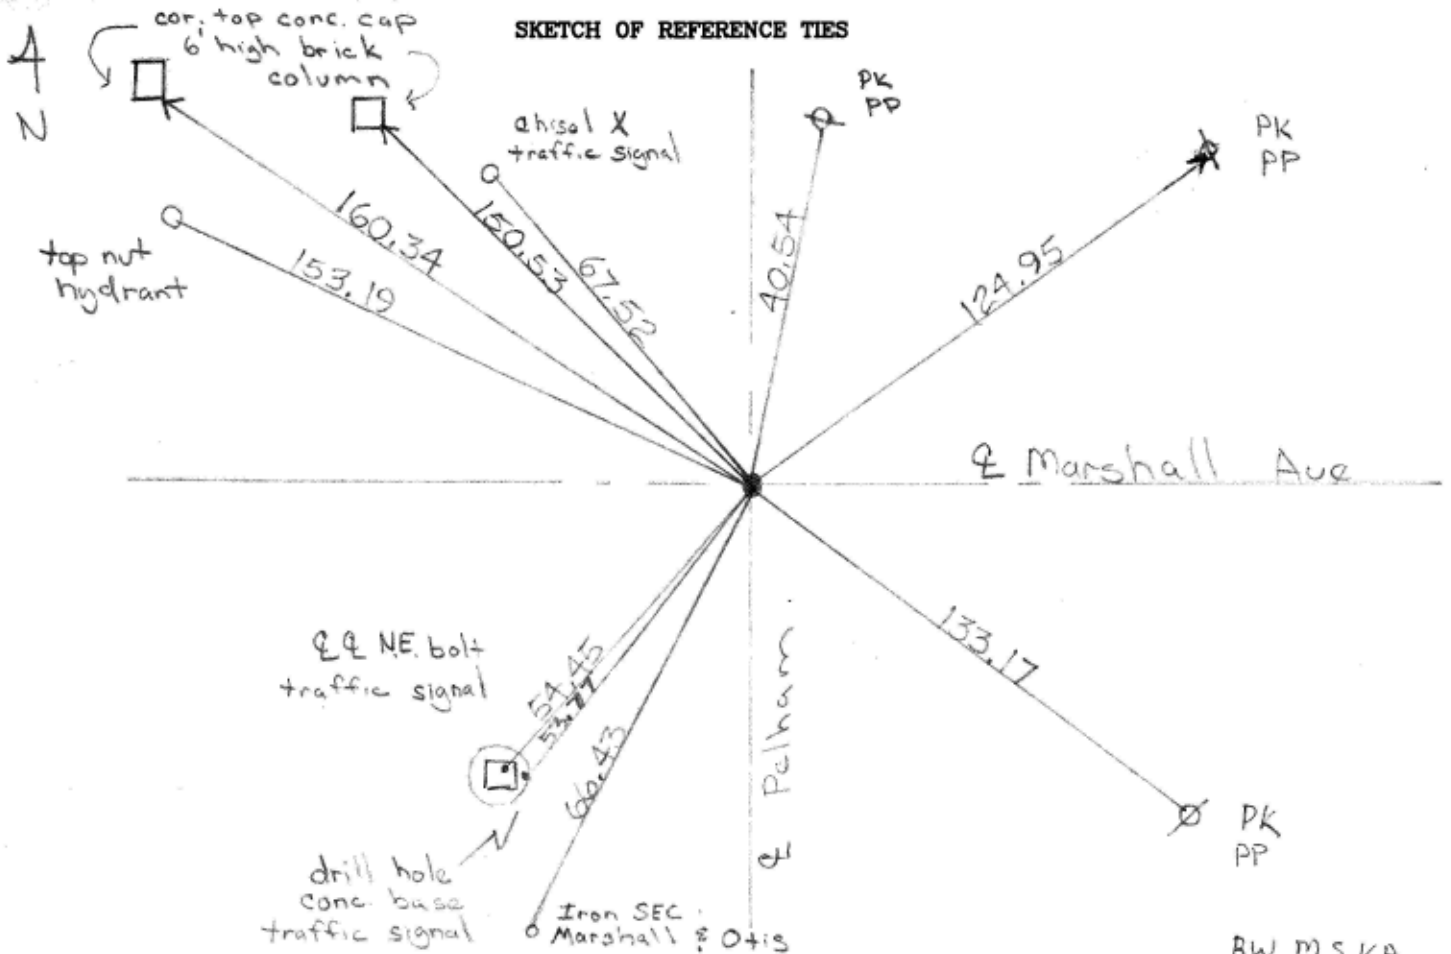 SKETCH OF REFERENCE TIES
cor. top conc. cap
6' high brick
column
N
chisel X
traffic signal
PK
PP
PK
PP
top nut
hydrant
160.34
150.53
67.52
40.54
124.95
153.19
℄ Marshall Ave
℄ ℄ N.E. bolt
traffic signal
54.45
53.77
66.43
℄ Pelham
133.17
PK
PP
drill hole
conc. base
traffic signal
Iron SEC
Marshall & Otis